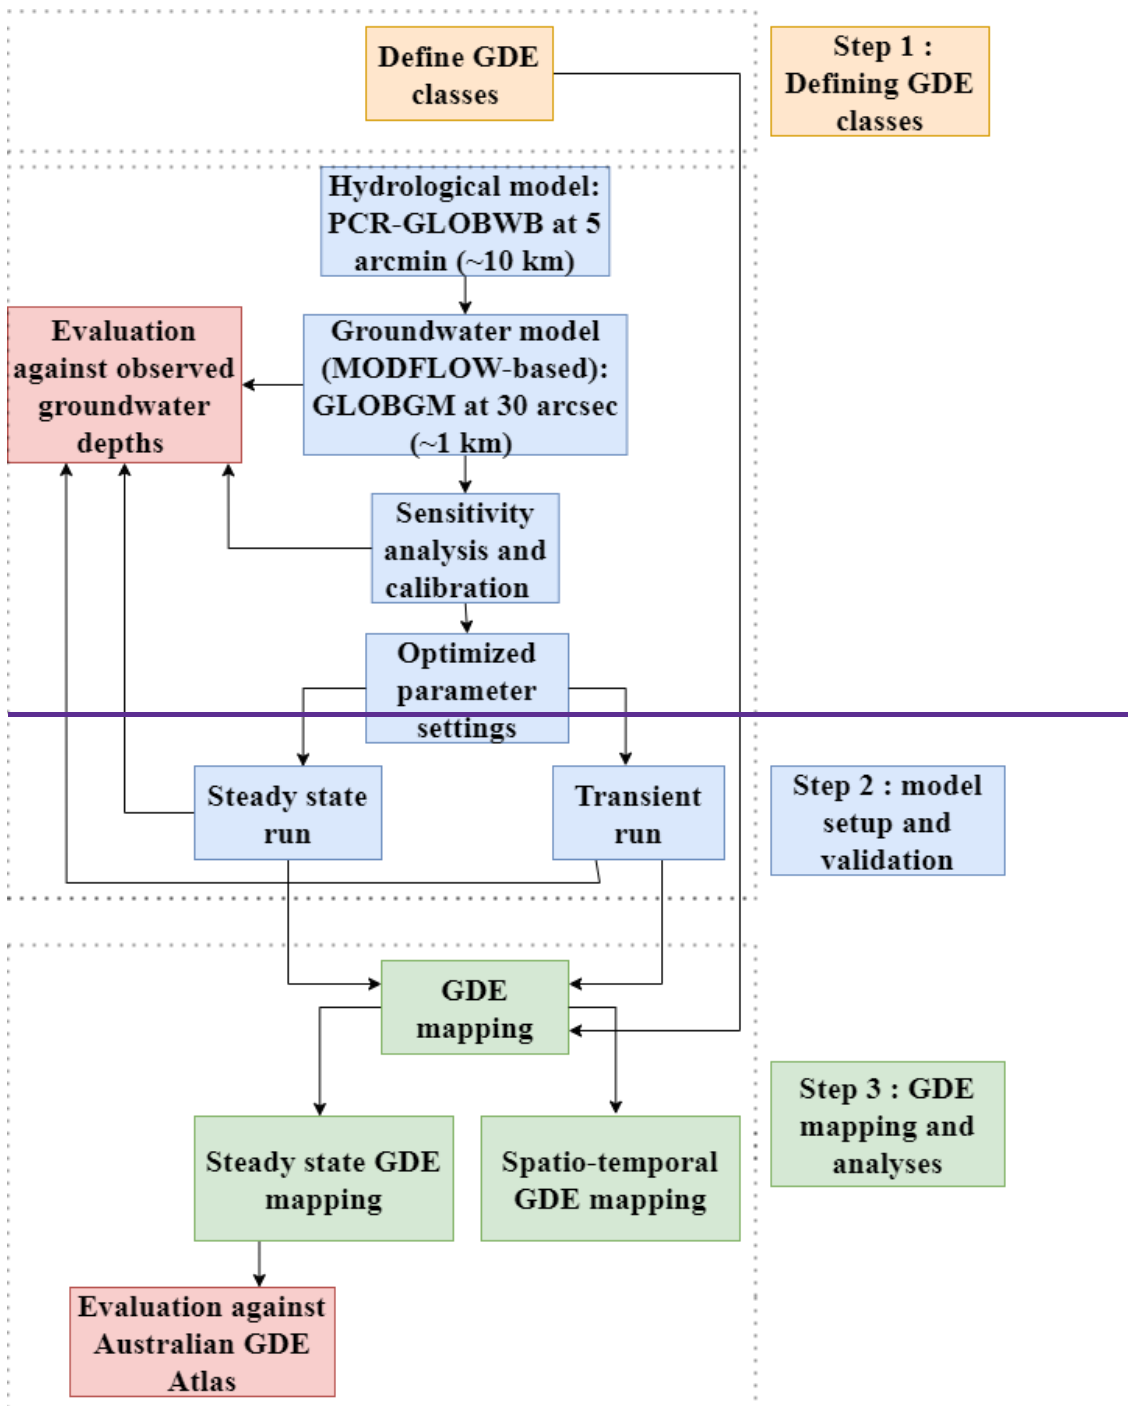 Define GDE
classes
Step 1 :
Defining GDE
classes
Hydrological model:
PCR-GLOBWB at 5
arcmin (~10 km)
Evaluation
against observed
groundwater
depths
Groundwater model
(MODFLOW-based):
GLOBGM at 30 arcsec
(~1 km)
Sensitivity
analysis and
calibration
Optimized
parameter
settings
Steady state
run
Transient
run
Step 2 : model
setup and
validation
GDE
mapping
Step 3 : GDE
mapping and
analyses
Steady state GDE
mapping
Spatio-temporal
GDE mapping
Evaluation against
Australian GDE
Atlas